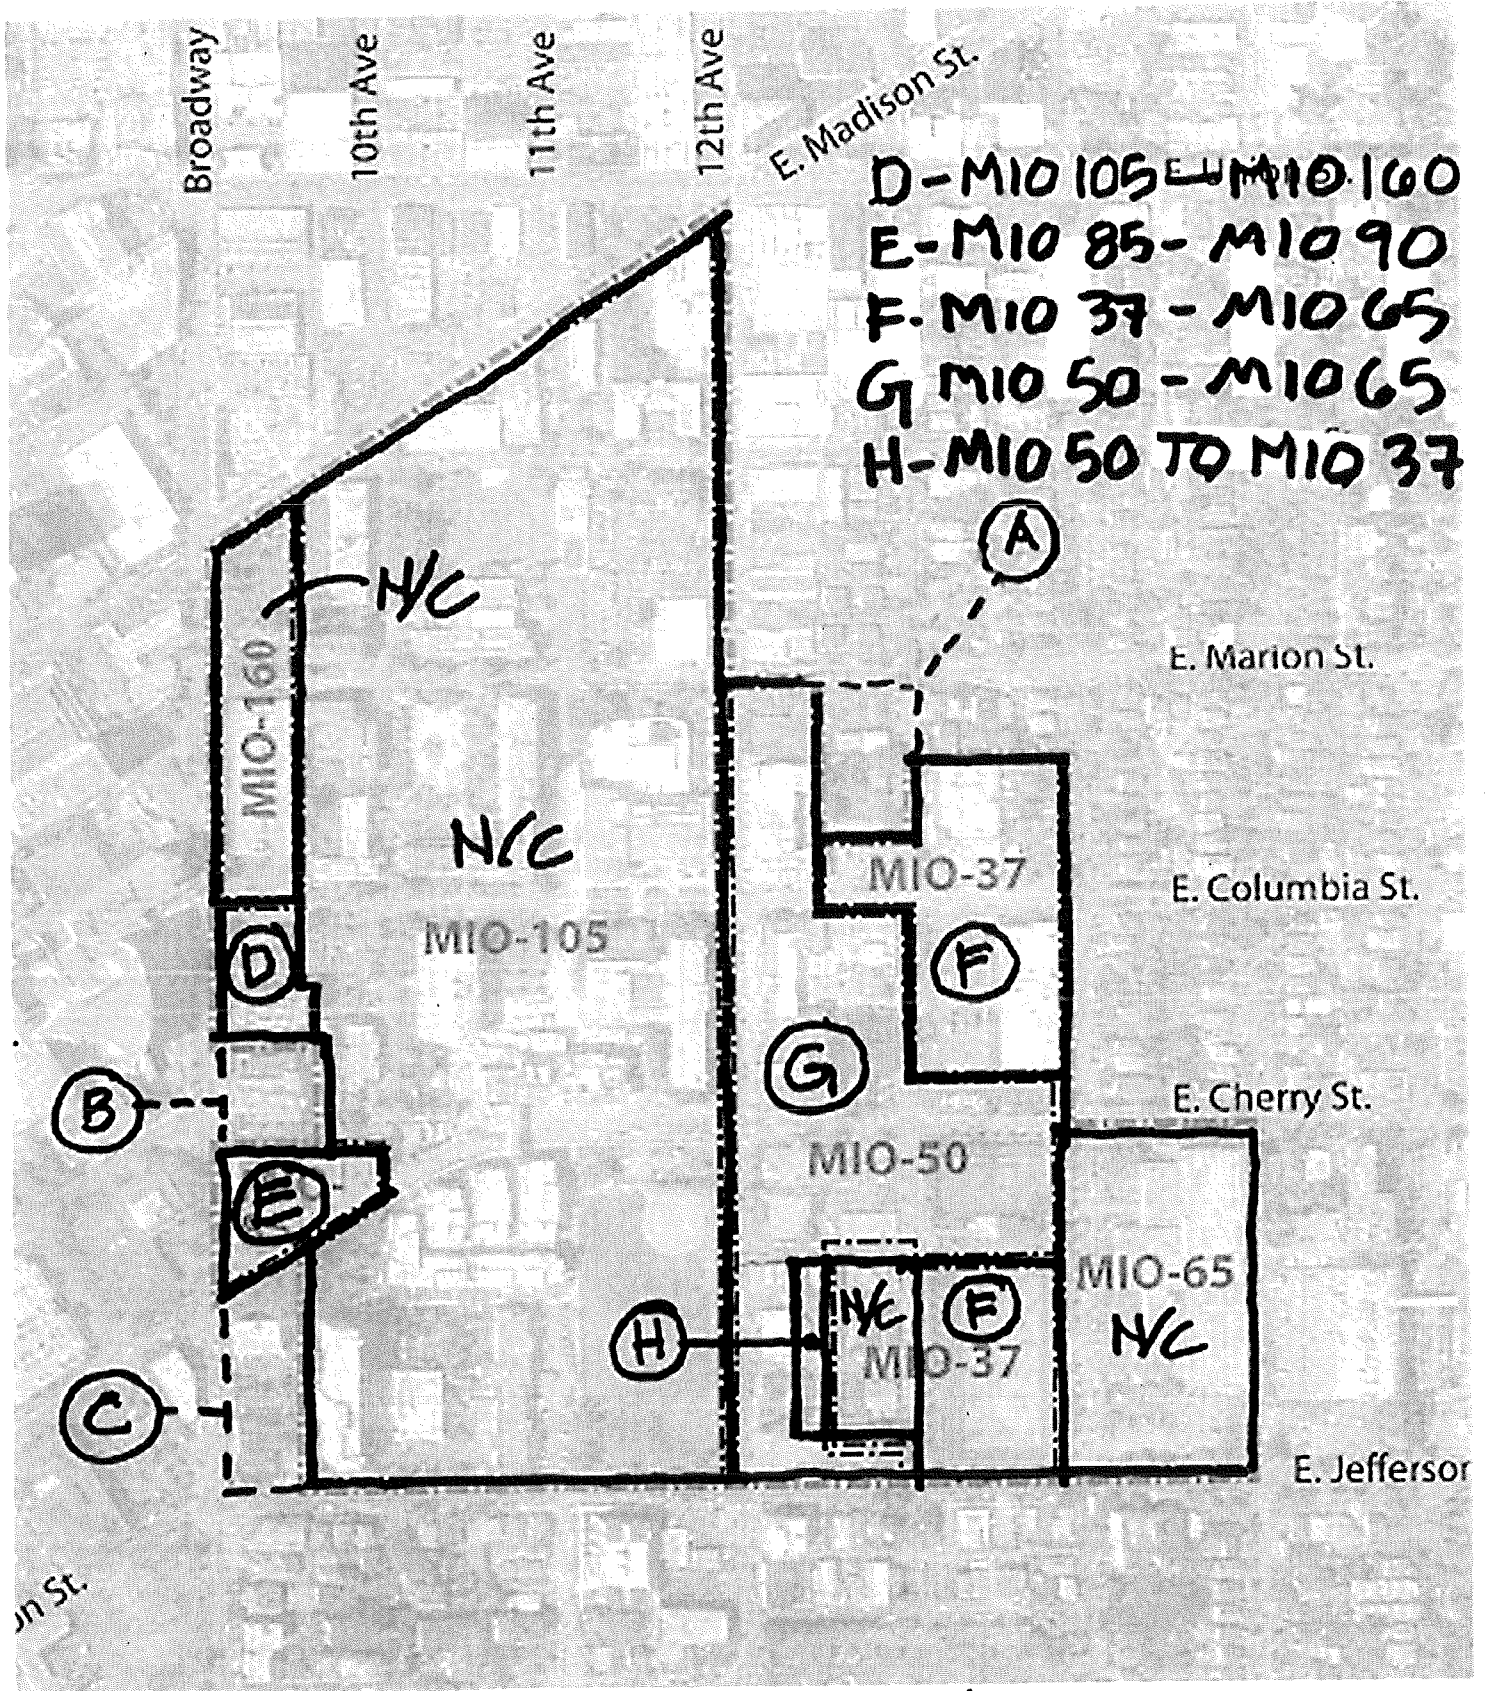 Broadway
10th Ave
11th Ave
12th Ave
E. Madison St.
D-MIO 105 - MIO 160
E-MIO 85- MIO 90
F. MIO 37 - MIO 65
G MIO 50 - MIO 65
H-MIO 50 TO MIO 37
A
N/C
E. Marion St.
MIO-160
N/C
MIO-37
E. Columbia St.
MIO-105
D
F
G
B
E. Cherry St.
MIO-50
E
MIO-65
N/C
F
H
N/C
MIO-37
C
E. Jefferson
on St.